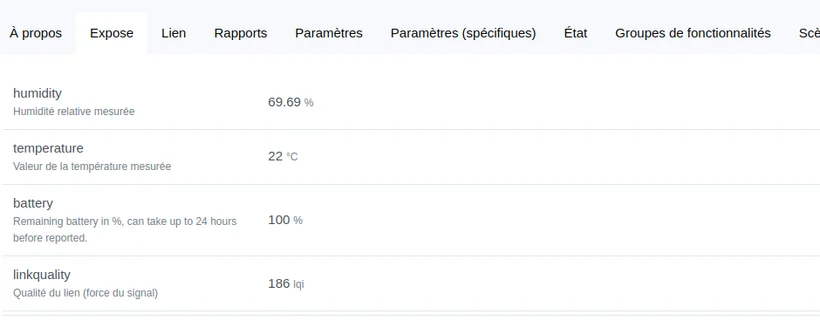 À propos Expose Lien Rapports Paramètres Paramètres (spécifiques) État Groupes de fonctionnalités Scè
humidity
Humidité relative mesurée
69.69 %
temperature
Valeur de la température mesurée
22 °C
battery
Remaining battery in %, can take up to 24 hours
before reported.
100 %
linkquality
Qualité du lien (force du signal)
186 lqi